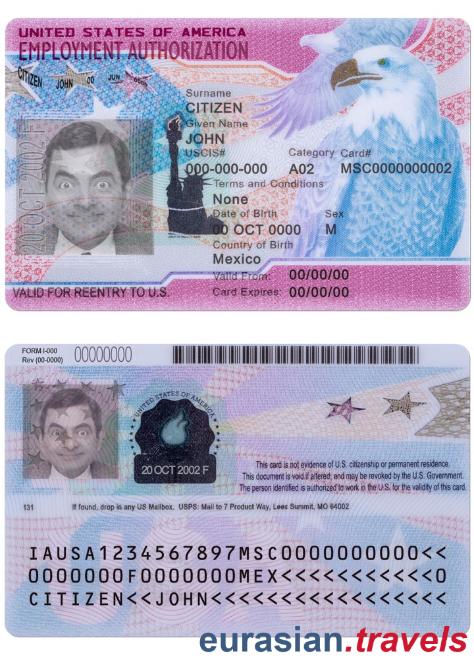 UNITED STATES OF AMERICA
EMPLOYMENT AUTHORIZATION
CITIZEN JOHN 00 JUN
Surname
CITIZEN
Given Name
JOHN
USCIS# Category Card#
000-000-000 A02 MSC0000000002
Terms and Conditions
None
Date of Birth Sex
00 OCT 0000 M
Country of Birth
Mexico
Valid From: 00/00/00
Card Expires: 00/00/00
VALID FOR REENTRY TO U.S.
20 OCT 2002 F
FORM I-000
Rev (00-0000)
00000000
UNITED STATES OF AMERICA
20 OCT 2002 F
This card is not evidence of U.S. citizenship or permanent residence.
This document is void if altered, and may be revoked by the U.S. Government.
The person identified is authorized to work in the U.S. for the validity of this card.
131 If found, drop in any US Mailbox. USPS: Mail to 7 Product Way, Lees Summit, MO 64002
IAUSA1234567897MSC0000000000<<
0000000F0000000MEX<<<<<<<<<<<0
CITIZEN<<JOHN<<<<<<<<<<<<<<<<<
eurasian.travels